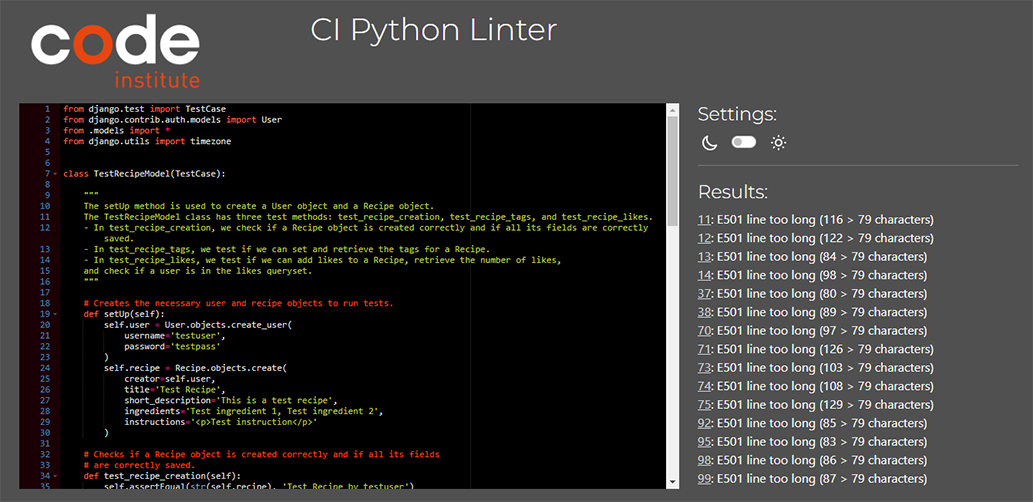 code
institute
CI Python Linter
1 from django.test import TestCase
2 from django.contrib.auth.models import User
3 from .models import *
4 from django.utils import timezone
5
6
7 class TestRecipeModel(TestCase):
8
9 """
10 The setUp method is used to create a User object and a Recipe object.
11 The TestRecipeModel class has three test methods: test_recipe_creation, test_recipe_tags, and test_recipe_likes.
12 - In test_recipe_creation, we check if a Recipe object is created correctly and if all its fields are correctly
saved.
13 - In test_recipe_tags, we test if we can set and retrieve the tags for a Recipe.
14 - In test_recipe_likes, we test if we can add likes to a Recipe, retrieve the number of likes,
15 and check if a user is in the likes queryset.
16 """
17
18 # Creates the necessary user and recipe objects to run tests.
19 def setUp(self):
20 self.user = User.objects.create_user(
21 username='testuser',
22 password='testpass'
23 )
24 self.recipe = Recipe.objects.create(
25 creator=self.user,
26 title='Test Recipe',
27 short_description='This is a test recipe',
28 ingredients='Test ingredient 1, Test ingredient 2',
29 instructions='<p>Test instruction</p>'
30 )
31
32 # Checks if a Recipe object is created correctly and if all its fields
33 # are correctly saved.
34 def test_recipe_creation(self):
35 self.assertEqual(str(self.recipe), 'Test Recipe by testuser')
Settings:
Results:
11: E501 line too long (116 > 79 characters)
12: E501 line too long (122 > 79 characters)
13: E501 line too long (84 > 79 characters)
14: E501 line too long (98 > 79 characters)
37: E501 line too long (80 > 79 characters)
38: E501 line too long (89 > 79 characters)
70: E501 line too long (97 > 79 characters)
71: E501 line too long (126 > 79 characters)
73: E501 line too long (103 > 79 characters)
74: E501 line too long (108 > 79 characters)
75: E501 line too long (129 > 79 characters)
92: E501 line too long (85 > 79 characters)
95: E501 line too long (83 > 79 characters)
98: E501 line too long (86 > 79 characters)
99: E501 line too long (87 > 79 characters)